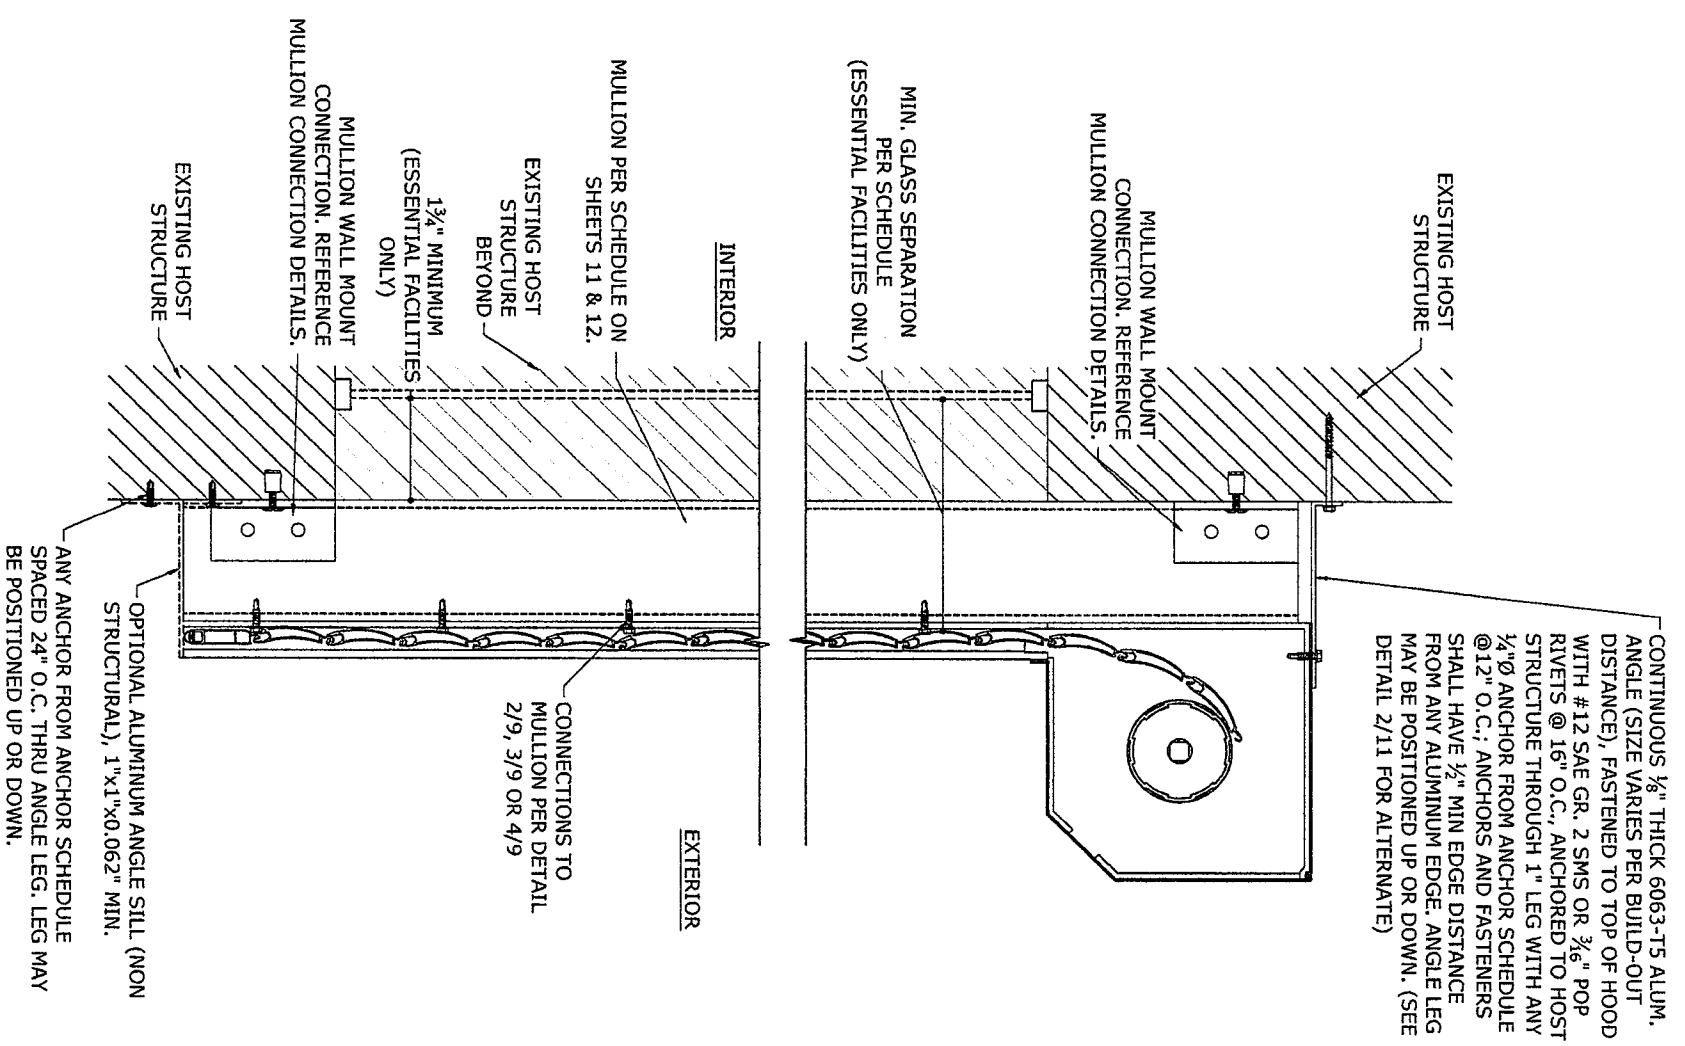 EXISTING HOST
STRUCTURE
MULLION WALL MOUNT
CONNECTION. REFERENCE
MULLION CONNECTION DETAILS.
MIN. GLASS SEPARATION
PER SCHEDULE
(ESSENTIAL FACILITIES ONLY)
INTERIOR
MULLION PER SCHEDULE ON
SHEETS 11 & 12.
EXISTING HOST
STRUCTURE
BEYOND
1¾" MINIMUM
(ESSENTIAL FACILITIES
ONLY)
MULLION WALL MOUNT
CONNECTION. REFERENCE
MULLION CONNECTION DETAILS.
EXISTING HOST
STRUCTURE
CONTINUOUS ⅛" THICK 6063-T5 ALUM.
ANGLE (SIZE VARIES PER BUILD-OUT
DISTANCE), FASTENED TO TOP OF HOOD
WITH #12 SAE GR. 2 SMS OR 3⁄16" POP
RIVETS @ 16" O.C., ANCHORED TO HOST
STRUCTURE THROUGH 1" LEG WITH ANY
¼"Ø ANCHOR FROM ANCHOR SCHEDULE
@12" O.C.; ANCHORS AND FASTENERS
SHALL HAVE ½" MIN EDGE DISTANCE
FROM ANY ALUMINUM EDGE. ANGLE LEG
MAY BE POSITIONED UP OR DOWN. (SEE
DETAIL 2/11 FOR ALTERNATE)
EXTERIOR
CONNECTIONS TO
MULLION PER DETAIL
2/9, 3/9 OR 4/9
OPTIONAL ALUMINUM ANGLE SILL (NON
STRUCTURAL), 1"x1"x0.062" MIN.
ANY ANCHOR FROM ANCHOR SCHEDULE
SPACED 24" O.C. THRU ANGLE LEG. LEG MAY
BE POSITIONED UP OR DOWN.